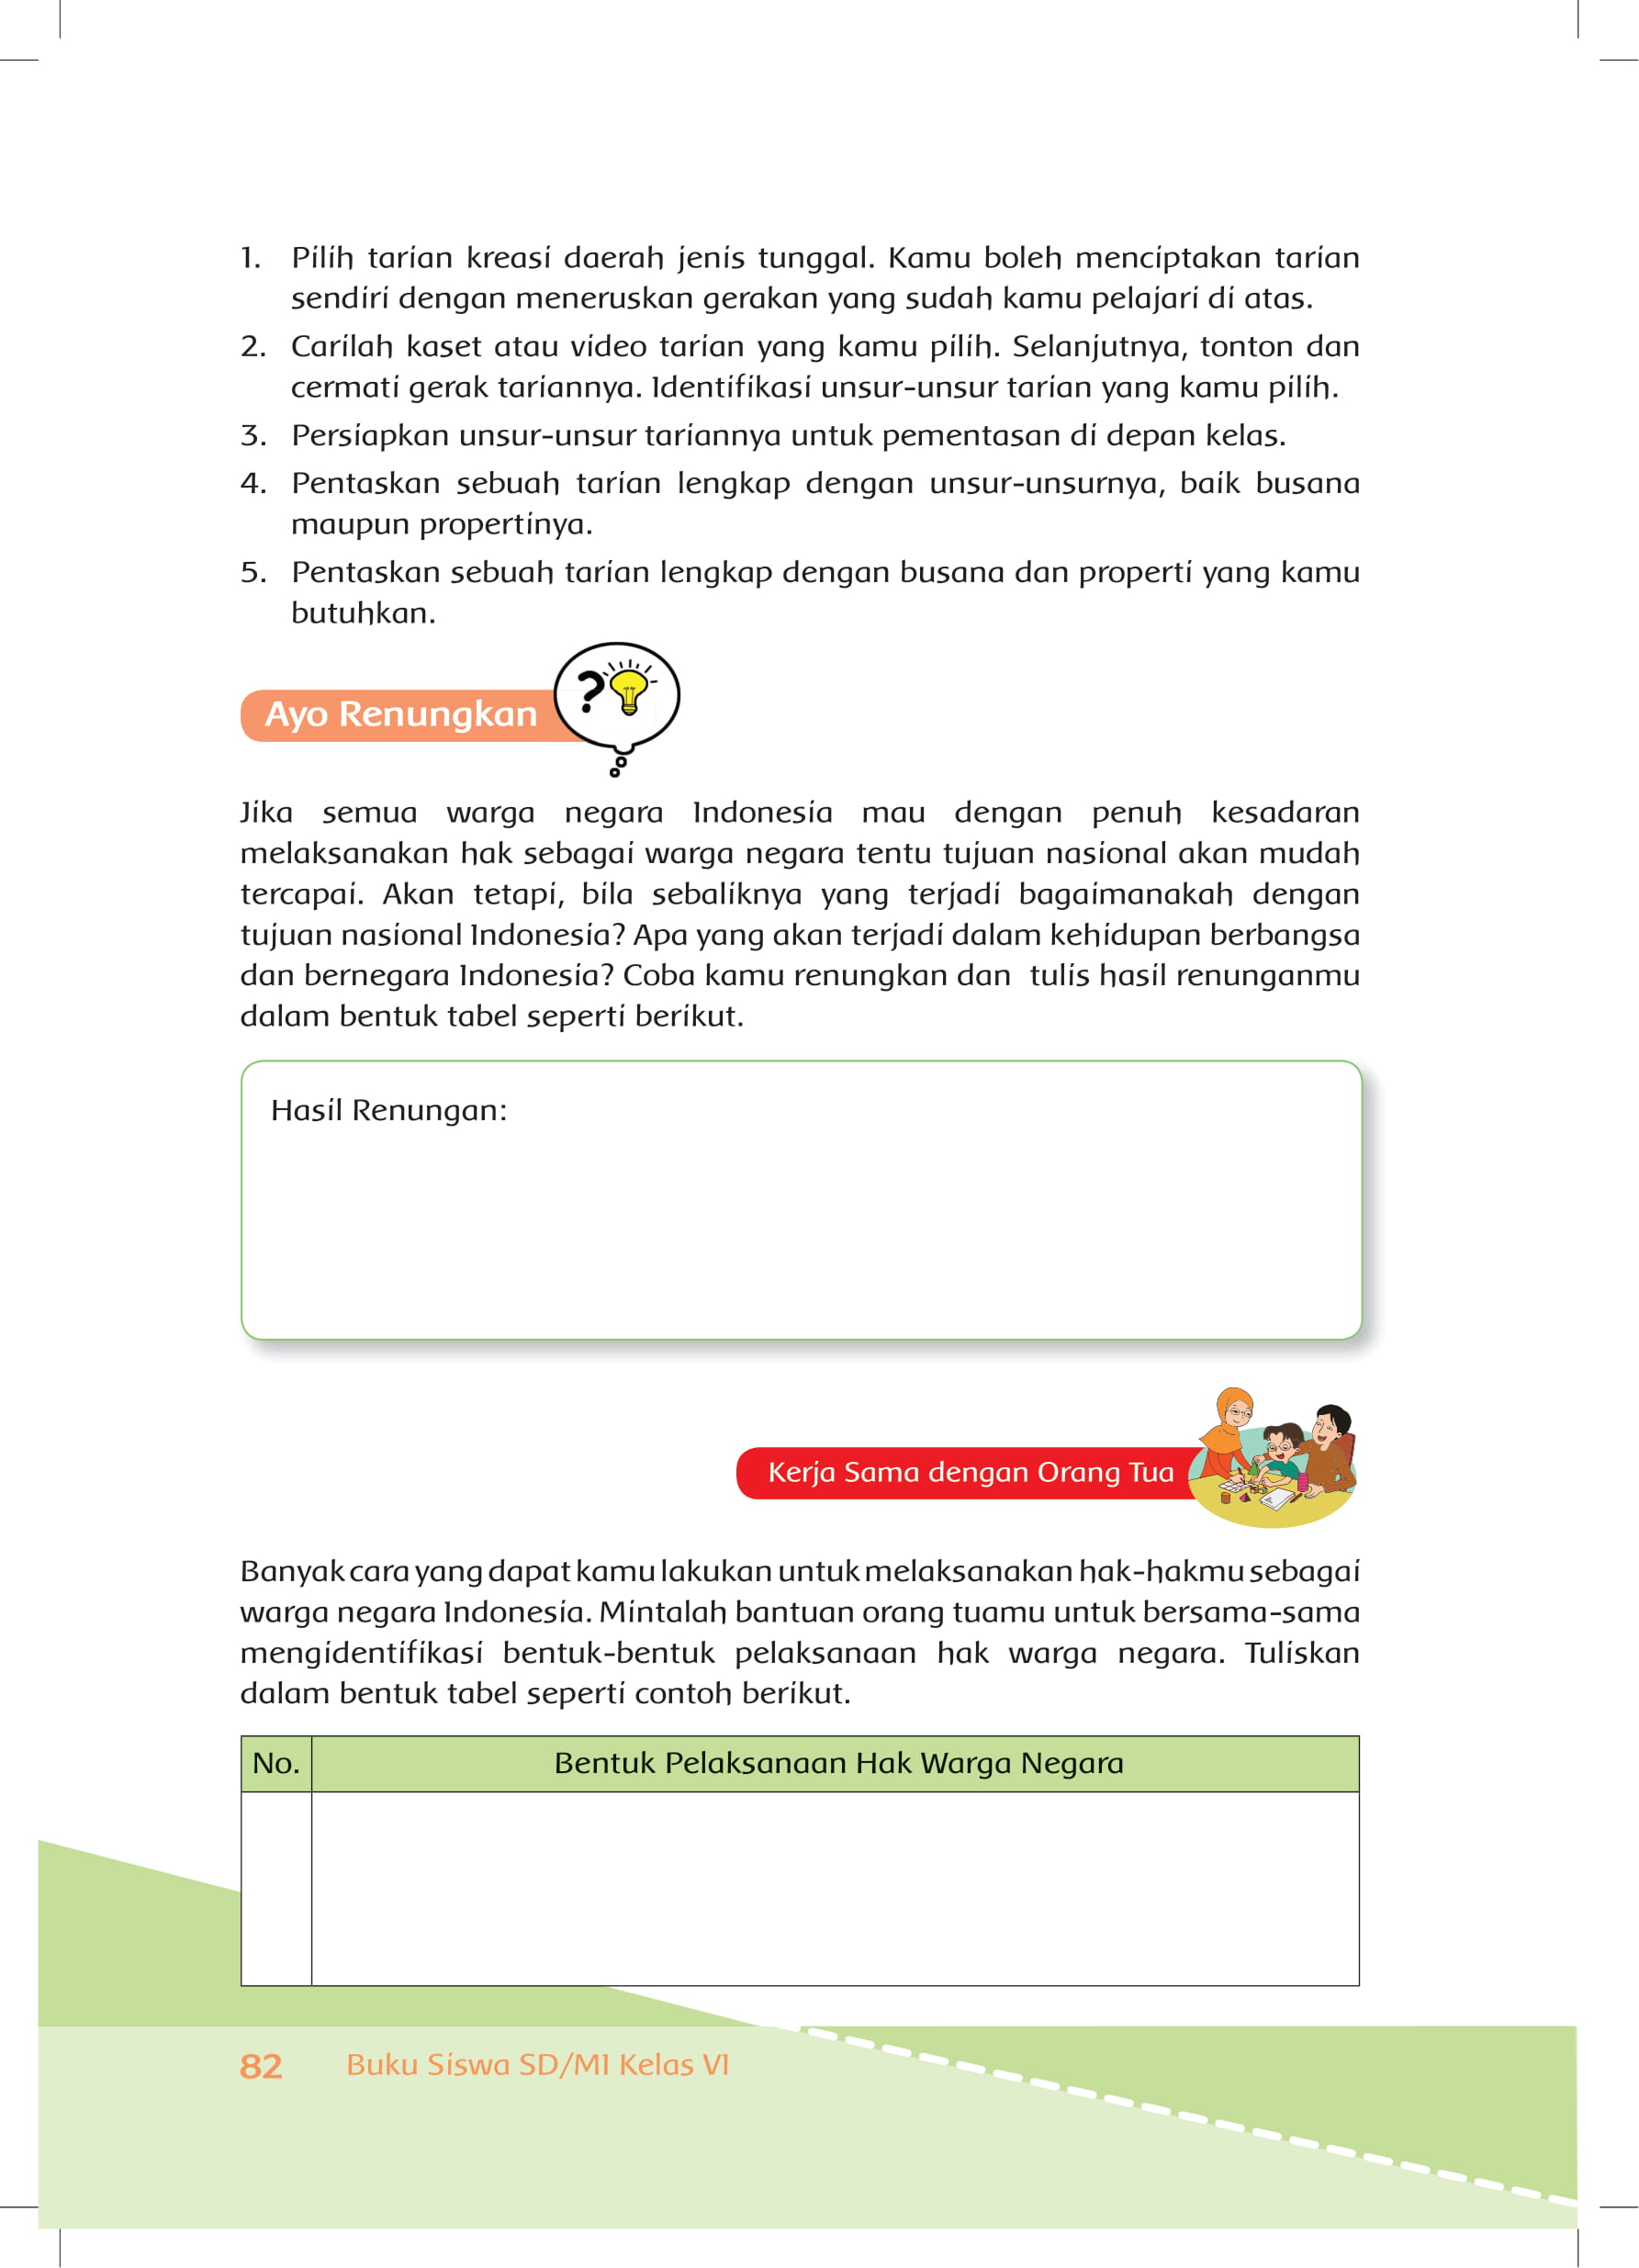 1. Pilih tarian kreasi daerah jenis tunggal. Kamu boleh menciptakan tarian
sendiri dengan meneruskan gerakan yang sudah kamu pelajari di atas.
2. Carilah kaset atau video tarian yang kamu pilih. Selanjutnya, tonton dan
cermati gerak tariannya. Identifikasi unsur-unsur tarian yang kamu pilih.
3. Persiapkan unsur-unsur tariannya untuk pementasan di depan kelas.
4. Pentaskan sebuah tarian lengkap dengan unsur-unsurnya, baik busana
maupun propertinya.
5. Pentaskan sebuah tarian lengkap dengan busana dan properti yang kamu
butuhkan.
Ayo Renungkan
?
Jika semua warga negara Indonesia mau dengan penuh kesadaran
melaksanakan hak sebagai warga negara tentu tujuan nasional akan mudah
tercapai. Akan tetapi, bila sebaliknya yang terjadi bagaimanakah dengan
tujuan nasional Indonesia? Apa yang akan terjadi dalam kehidupan berbangsa
dan bernegara Indonesia? Coba kamu renungkan dan tulis hasil renunganmu
dalam bentuk tabel seperti berikut.
Hasil Renungan:
Kerja Sama dengan Orang Tua
Banyak cara yang dapat kamu lakukan untuk melaksanakan hak-hakmu sebagai
warga negara Indonesia. Mintalah bantuan orang tuamu untuk bersama-sama
mengidentifikasi bentuk-bentuk pelaksanaan hak warga negara. Tuliskan
dalam bentuk tabel seperti contoh berikut.
No. Bentuk Pelaksanaan Hak Warga Negara
82 Buku Siswa SD/MI Kelas VI